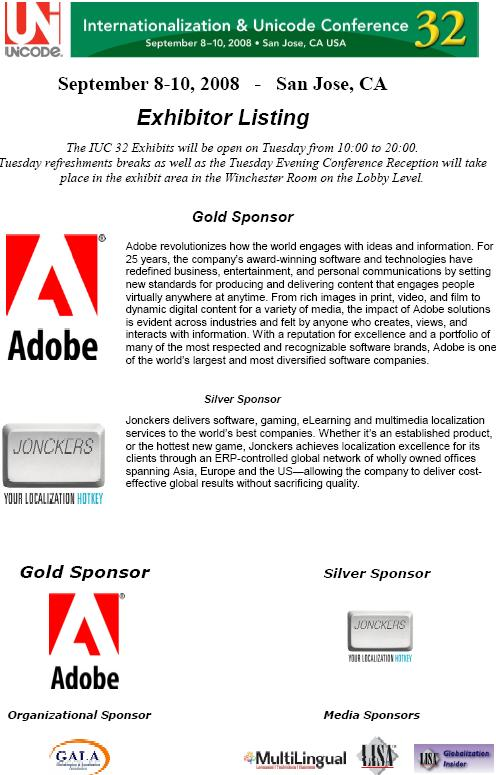 UNICODE.
Internationalization & Unicode Conference 32
September 8–10, 2008 • San Jose, CA USA
September 8-10, 2008 - San Jose, CA
Exhibitor Listing
The IUC 32 Exhibits will be open on Tuesday from 10:00 to 20:00.
Tuesday refreshments breaks as well as the Tuesday Evening Conference Reception will take
place in the exhibit area in the Winchester Room on the Lobby Level.
Gold Sponsor
Adobe
Adobe revolutionizes how the world engages with ideas and information. For
25 years, the company's award-winning software and technologies have
redefined business, entertainment, and personal communications by setting
new standards for producing and delivering content that engages people
virtually anywhere at anytime. From rich images in print, video, and film to
dynamic digital content for a variety of media, the impact of Adobe solutions
is evident across industries and felt by anyone who creates, views, and
interacts with information. With a reputation for excellence and a portfolio of
many of the most respected and recognizable software brands, Adobe is one
of the world's largest and most diversified software companies.
Silver Sponsor
JONCKERS
YOUR LOCALIZATION HOTKEY
Jonckers delivers software, gaming, eLearning and multimedia localization
services to the world's best companies. Whether it's an established product,
or the hottest new game, Jonckers achieves localization excellence for its
clients through an ERP-controlled global network of wholly owned offices
spanning Asia, Europe and the US—allowing the company to deliver cost-
effective global results without sacrificing quality.
Gold Sponsor
Silver Sponsor
Adobe
JONCKERS
YOUR LOCALIZATION HOTKEY
Organizational Sponsor
Media Sponsors
GALA
MultiLingual
LISA
LISA
Globalization
Insider